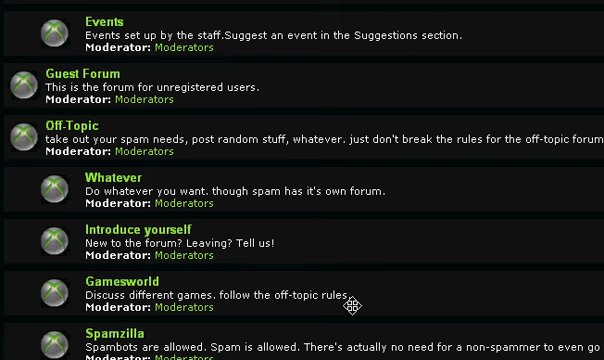 Events
Events set up by the staff.Suggest an event in the Suggestions section.
Moderator: Moderators
Guest Forum
This is the forum for unregistered users.
Moderator: Moderators
Off-Topic
take out your spam needs, post random stuff, whatever. just don't break the rules for the off-topic forum
Moderator: Moderators
Whatever
Do whatever you want. though spam has it's own forum.
Moderator: Moderators
Introduce yourself
New to the forum? Leaving? Tell us!
Moderator: Moderators
Gamesworld
Discuss different games. follow the off-topic rules.
Moderator: Moderators
Spamzilla
Spambots are allowed. Spam is allowed. There's actually no need for a non-spammer to even go
Moderator: Moderators